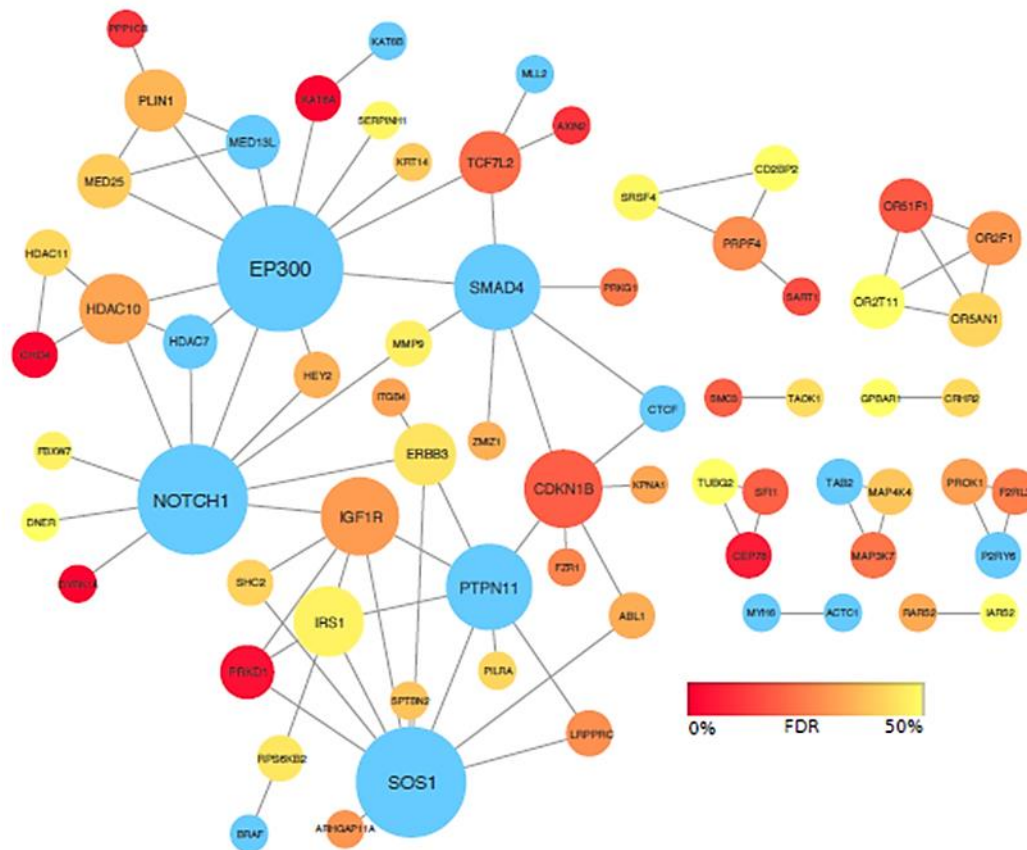 PPP1CB
KAT6B
PLIN1
KAT6A
MLL2
SERPINH1
AXIN2
MED13L
MED25
KRT14
TCF7L2
CD2BP2
SRSF4
OR51F1
PRPF4
OR2F1
HDAC11
EP300
SMAD4
PRKG1
SART1
OR2T11
HDAC10
OR5AN1
CHD4
HDAC7
MMP9
HEY2
ITGB4
SMC3
TAOK1
GPBAR1
CRHR2
CTCF
ZMIZ1
FBXW7
ERBB3
NOTCH1
CDKN1B
KPNA1
TUBG2
SFI1
TAB2
MAP4K4
PROK1
DNER
IGF1R
CEP76
MAP3K7
P2RY6
FZR1
SHC2
PTPN11
IRS1
ABL1
MYH6
ACTC1
RARS2
IARS2
PRKD1
PILRA
SPTBN2
LRPPRC
RPS6KB2
SOS1
BRAF
ARHGAP11A
0% FDR 50%